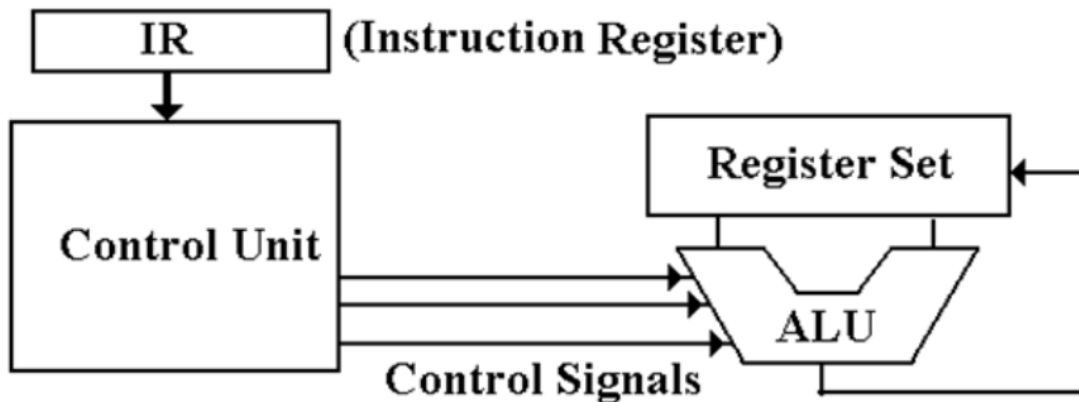 IR (Instruction Register)
Register Set
Control Unit
ALU
Control Signals